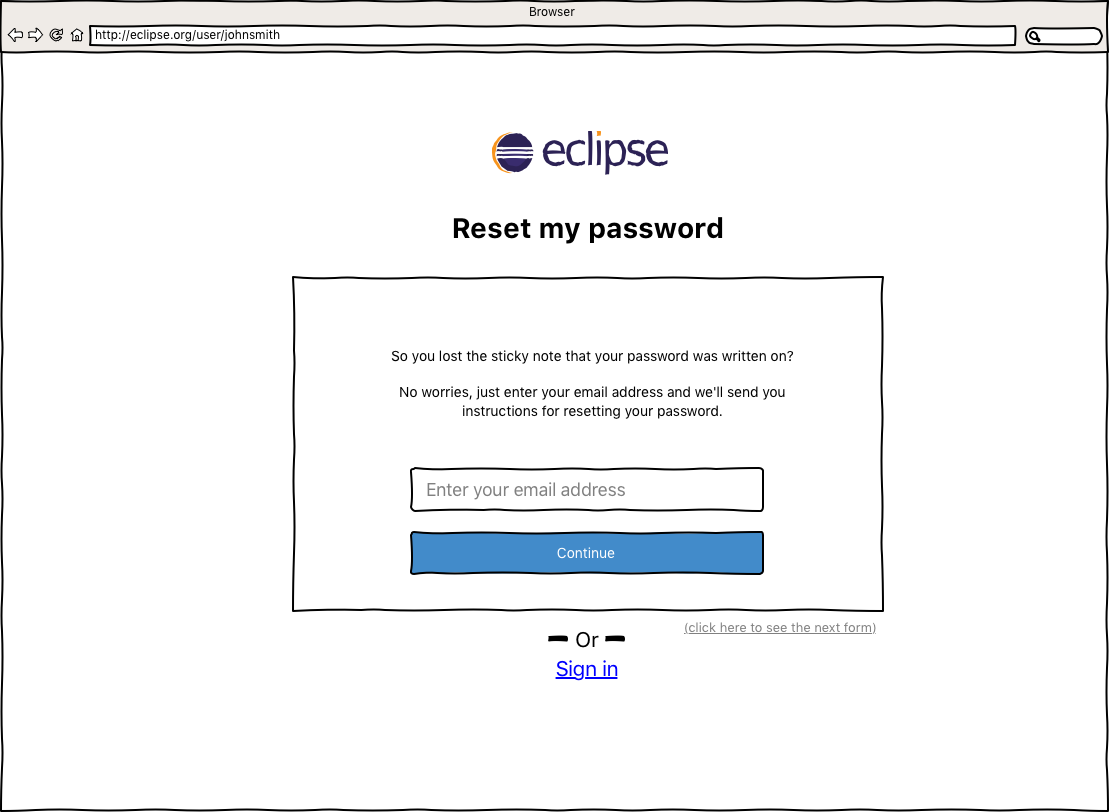 Browser
http://eclipse.org/user/johnsmith
eclipse
Reset my password
So you lost the sticky note that your password was written on?
No worries, just enter your email address and we'll send you
instructions for resetting your password.
Enter your email address
Continue
(click here to see the next form)
Or
Sign in